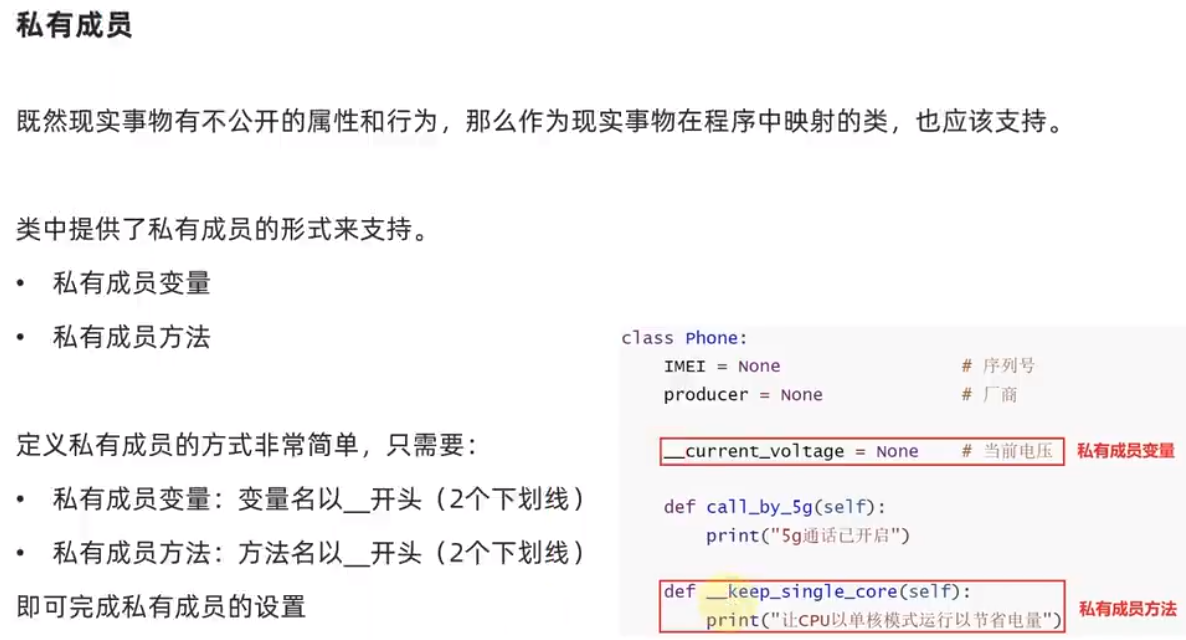 私有成员
既然现实事物有不公开的属性和行为，那么作为现实事物在程序中映射的类，也应该支持。
类中提供了私有成员的形式来支持。
• 私有成员变量
• 私有成员方法
定义私有成员的方式非常简单，只需要：
• 私有成员变量：变量名以__开头（2个下划线）
• 私有成员方法：方法名以__开头（2个下划线）
即可完成私有成员的设置
class Phone:
    IMEI = None # 序列号
    producer = None # 厂商
    __current_voltage = None # 当前电压 私有成员变量
    def call_by_5g(self):
        print("5g通话已开启")
    def __keep_single_core(self):
        print("让CPU以单核模式运行以节省电量") 私有成员方法